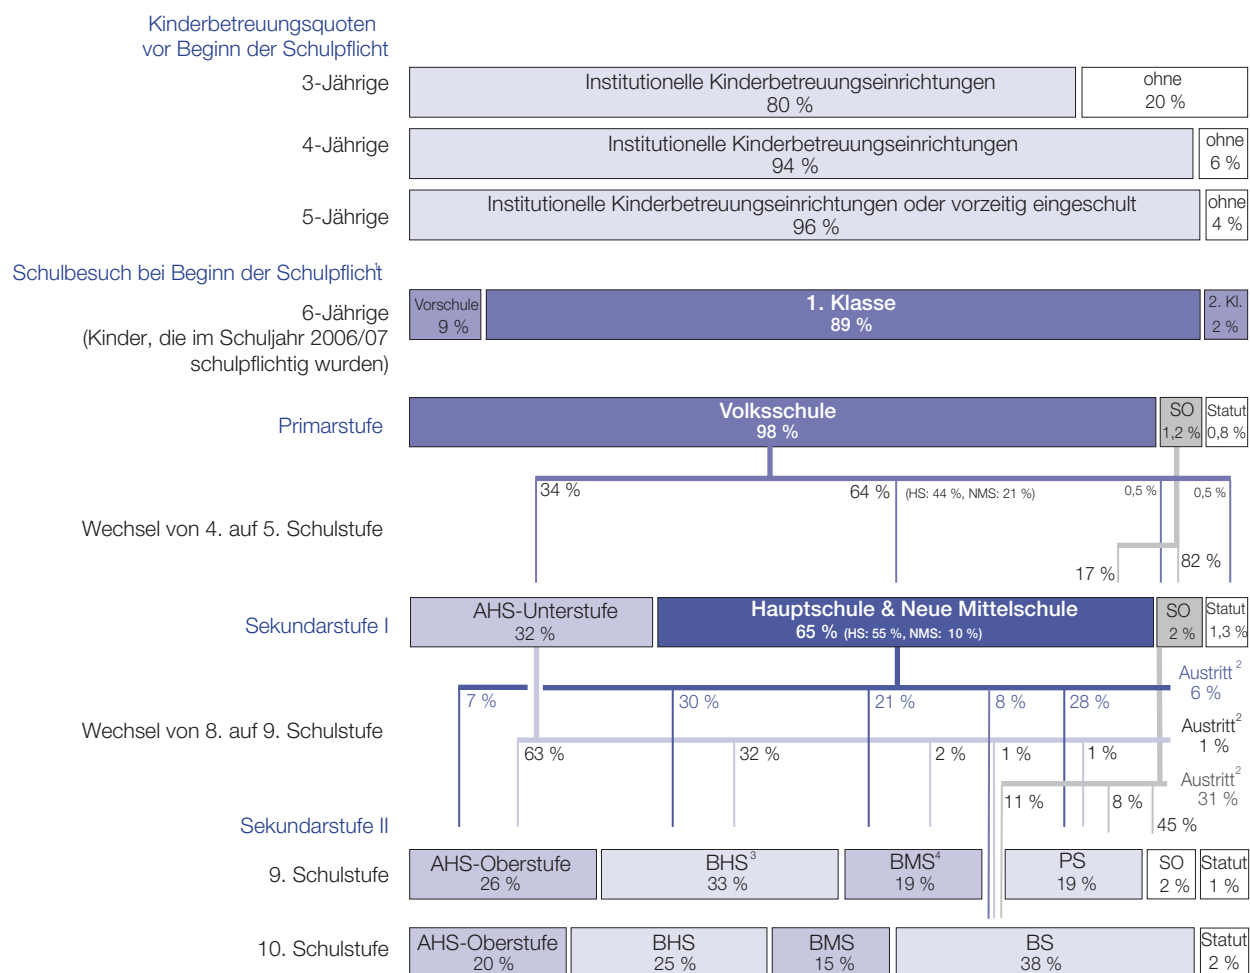 Kinderbetreuungsquoten
vor Beginn der Schulpflicht
3-Jährige
Institutionelle Kinderbetreuungseinrichtungen
80 %
ohne
20 %
4-Jährige
Institutionelle Kinderbetreuungseinrichtungen
94 %
ohne
6 %
5-Jährige
Institutionelle Kinderbetreuungseinrichtungen oder vorzeitig eingeschult
96 %
ohne
4 %
Schulbesuch bei Beginn der Schulpflicht¹
6-Jährige
(Kinder, die im Schuljahr 2006/07
schulpflichtig wurden)
Vorschule
9 %
1. Klasse
89 %
2. Kl.
2 %
Primarstufe
Volksschule
98 %
SO
1,2 %
Statut
0,8 %
Wechsel von 4. auf 5. Schulstufe
34 %
64 % (HS: 44 %, NMS: 21 %)
0,5 %
0,5 %
17 %
82 %
Sekundarstufe I
AHS-Unterstufe
32 %
Hauptschule & Neue Mittelschule
65 % (HS: 55 %, NMS: 10 %)
SO
2 %
Statut
1,3 %
Wechsel von 8. auf 9. Schulstufe
7 %
30 %
21 %
8 %
28 %
Austritt²
6 %
63 %
32 %
2 %
1 %
1 %
Austritt²
1 %
11 %
8 %
45 %
Austritt²
31 %
Sekundarstufe II
9. Schulstufe
AHS-Oberstufe
26 %
BHS³
33 %
BMS⁴
19 %
PS
19 %
SO
2 %
Statut
1 %
10. Schulstufe
AHS-Oberstufe
20 %
BHS
25 %
BMS
15 %
BS
38 %
Statut
2 %